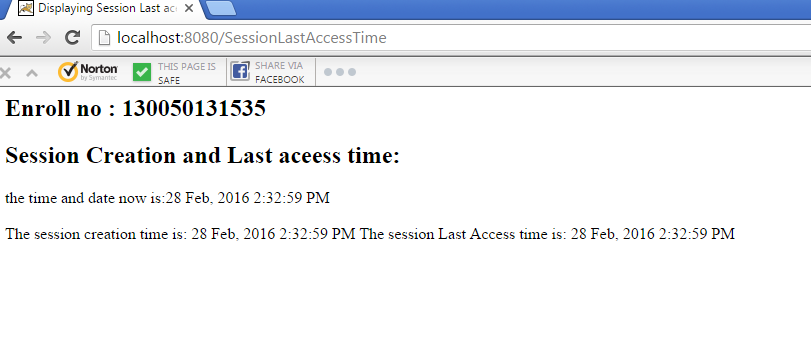 Displaying Session Last ac
localhost:8080/SessionLastAccessTime
Norton
by Symantec
THIS PAGE IS
SAFE
SHARE VIA
FACEBOOK
Enroll no : 130050131535
Session Creation and Last aceess time:
the time and date now is:28 Feb, 2016 2:32:59 PM
The session creation time is: 28 Feb, 2016 2:32:59 PM The session Last Access time is: 28 Feb, 2016 2:32:59 PM